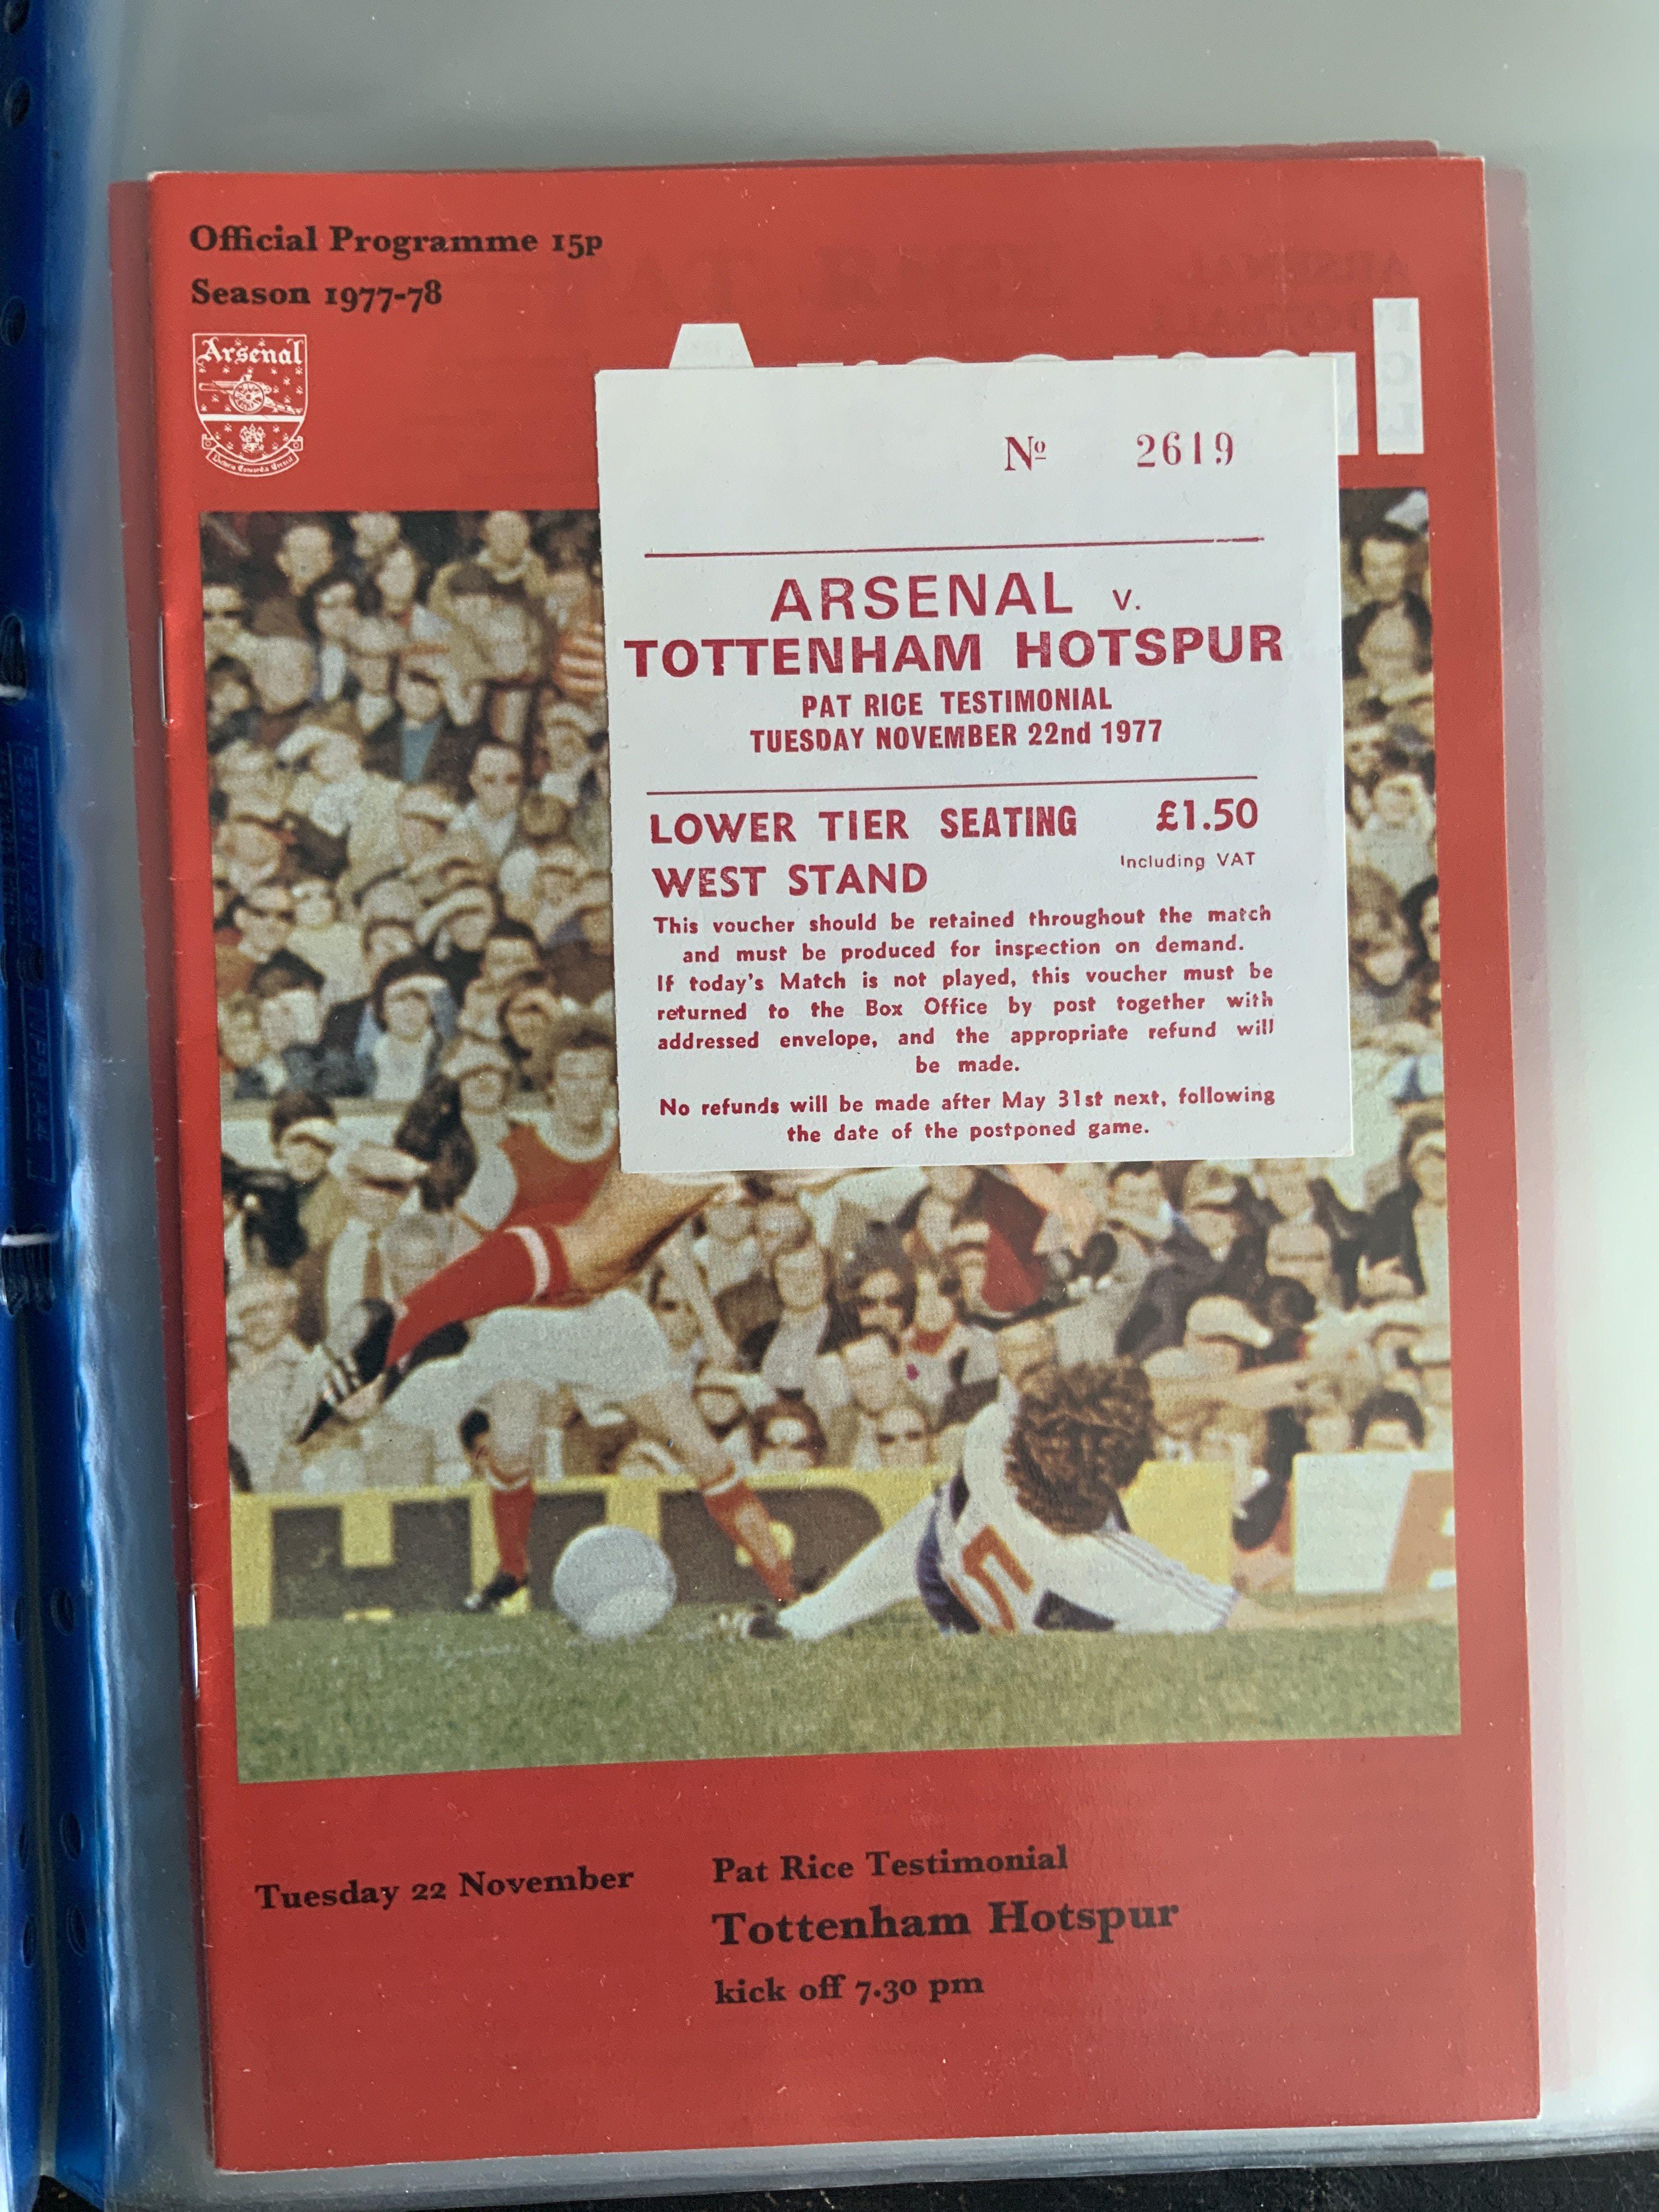 Official Programme 15p
Season 1977-78
Arsenal
Victoria Concordia Crescit
Nº 2619
ARSENAL v.
TOTTENHAM HOTSPUR
PAT RICE TESTIMONIAL
TUESDAY NOVEMBER 22nd 1977
LOWER TIER SEATING £1.50
WEST STAND Including VAT
This voucher should be retained throughout the match
and must be produced for inspection on demand.
If today's Match is not played, this voucher must be
returned to the Box Office by post together with
addressed envelope, and the appropriate refund will
be made.
No refunds will be made after May 31st next, following
the date of the postponed game.
5
Tuesday 22 November
Pat Rice Testimonial
Tottenham Hotspur
kick off 7.30 pm